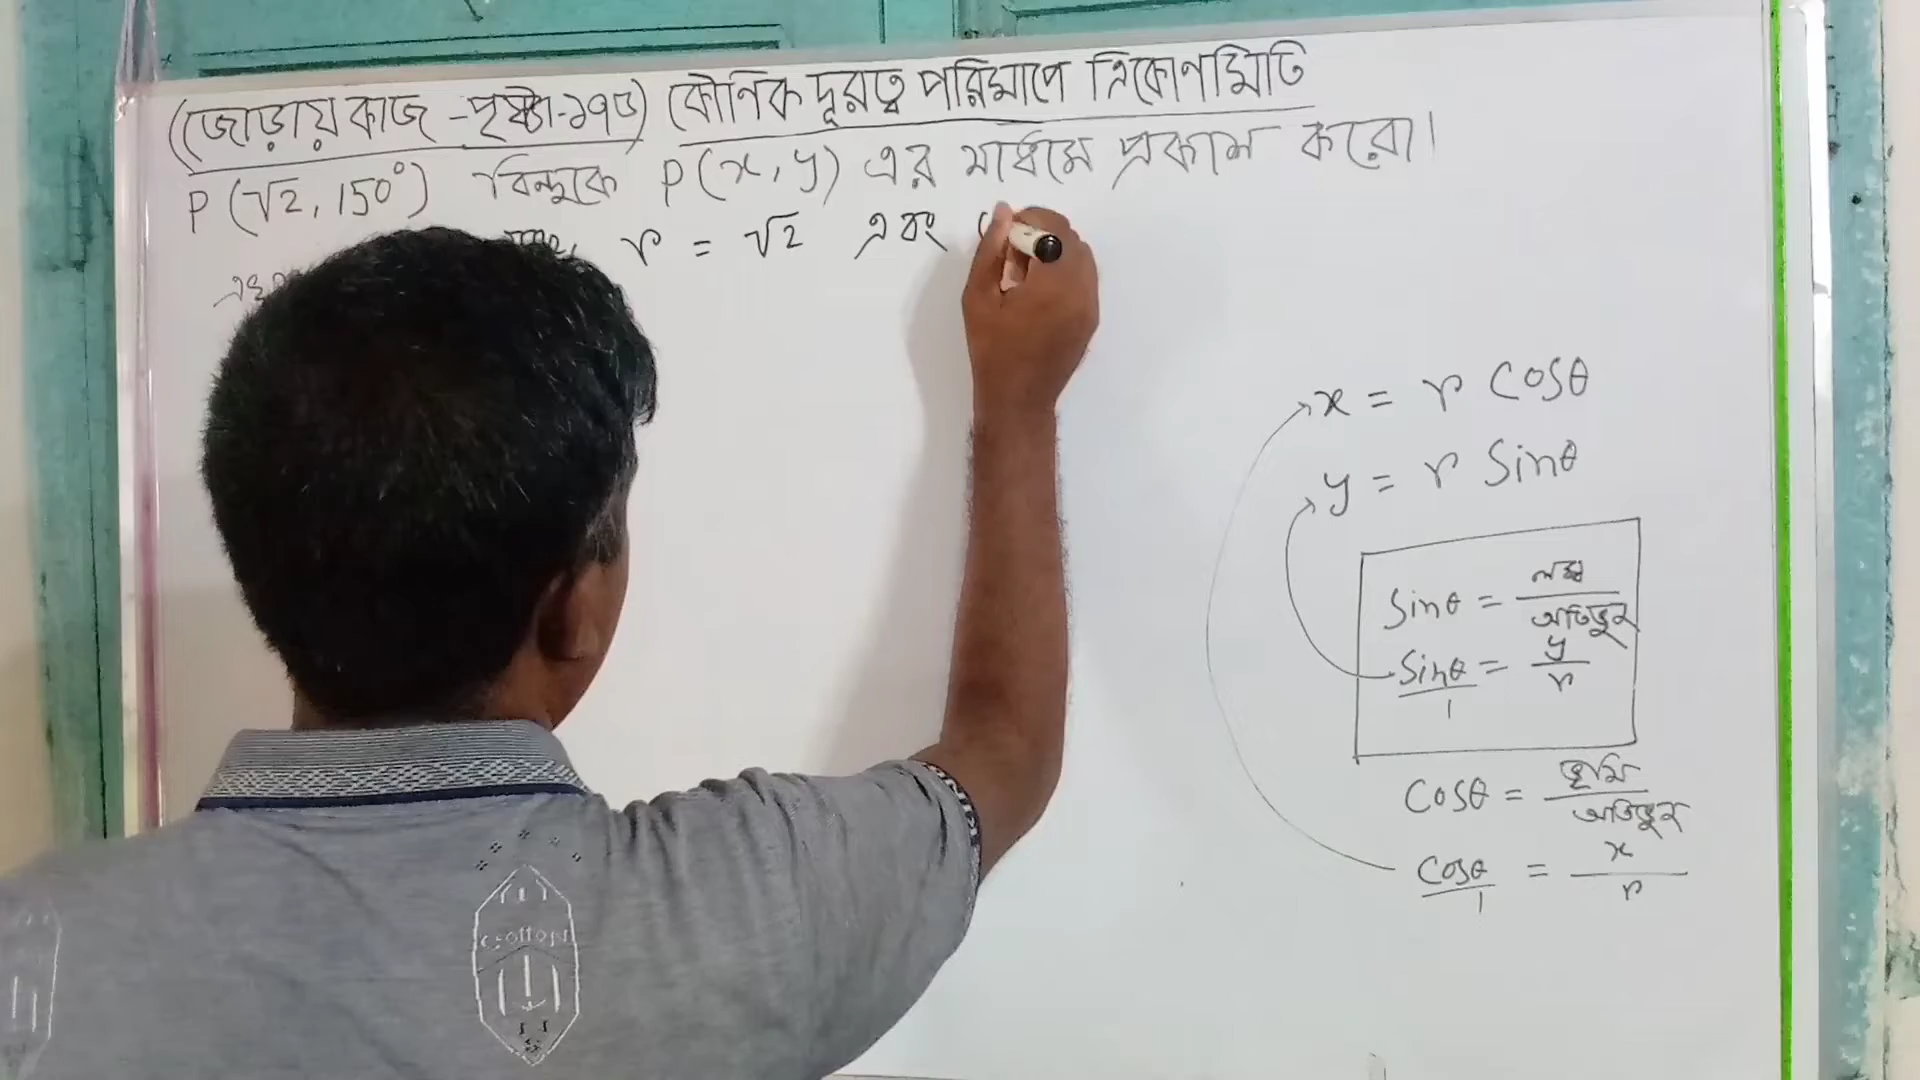 (জোড়ায় কাজ - পৃষ্ঠা-১৭৩) কৌণিক দূরত্ব পরিমাপে ত্রিকোণমিতি
P (√2, 150°) বিন্দুকে P(x, y) এর মাধ্যমে প্রকাশ করো।
r = √2 এবং
x = r Cosθ
y = r Sinθ
Sinθ = লম্ব / অতিভুজ
Sinθ / 1 = y / r
Cosθ = ভূমি / অতিভুজ
Cosθ / 1 = x / r